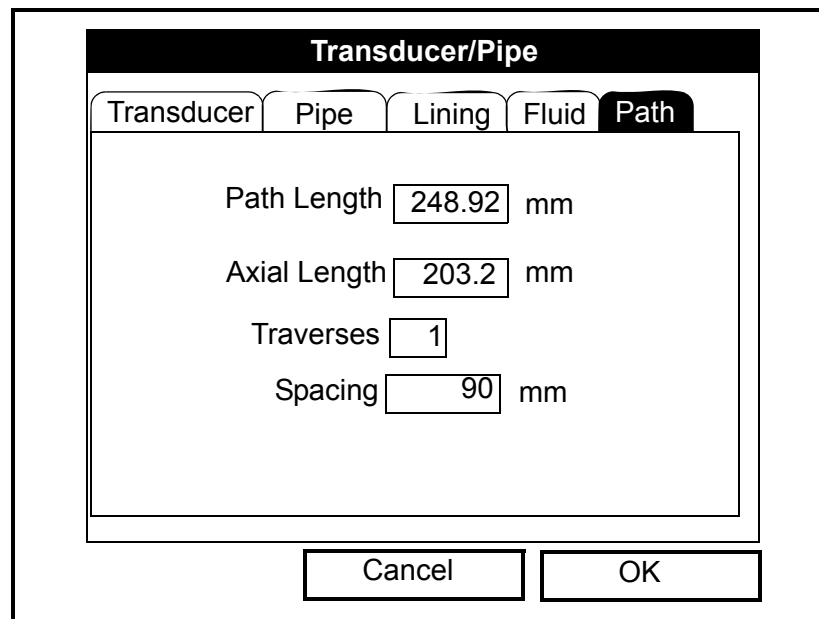 Transducer/Pipe
Transducer Pipe Lining Fluid Path
Path Length 248.92 mm
Axial Length 203.2 mm
Traverses 1
Spacing 90 mm
Cancel OK